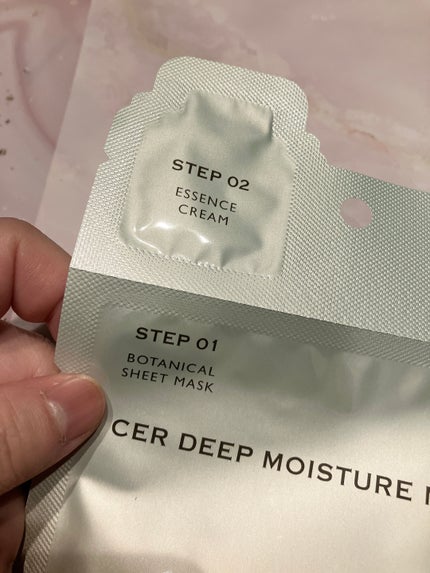 STEP 02
ESSENCE
CREAM
STEP 01
BOTANICAL
SHEET MASK
CER DEEP MOISTURE